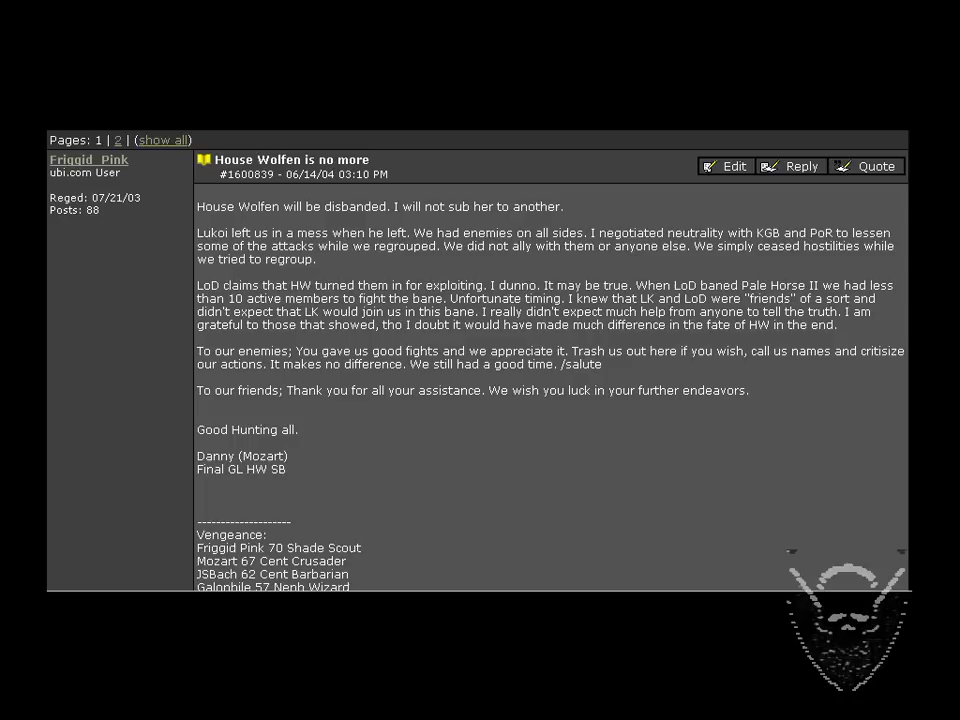 Pages: 1 | 2 | (show all)
Friggid_Pink
ubi.com User
Reged: 07/21/03
Posts: 88
House Wolfen is no more
#1600839 - 06/14/04 03:10 PM
Edit
Reply
Quote
House Wolfen will be disbanded. I will not sub her to another.
Lukoi left us in a mess when he left. We had enemies on all sides. I negotiated neutrality with KGB and PoR to lessen
some of the attacks while we regrouped. We did not ally with them or anyone else. We simply ceased hostilities while
we tried to regroup.
LoD claims that HW turned them in for exploiting. I dunno. It may be true. When LoD baned Pale Horse II we had less
than 10 active members to fight the bane. Unfortunate timing. I knew that LK and LoD were "friends" of a sort and
didn't expect that LK would join us in this bane. I really didn't expect much help from anyone to tell the truth. I am
grateful to those that showed, tho I doubt it would have made much difference in the fate of HW in the end.
To our enemies; You gave us good fights and we appreciate it. Trash us out here if you wish, call us names and critisize
our actions. It makes no difference. We still had a good time. /salute
To our friends; Thank you for all your assistance. We wish you luck in your further endeavors.
Good Hunting all.
Danny (Mozart)
Final GL HW SB
--------------------
Vengeance:
Friggid Pink 70 Shade Scout
Mozart 67 Cent Crusader
JSBach 62 Cent Barbarian
Galophile 57 Neph Wizard